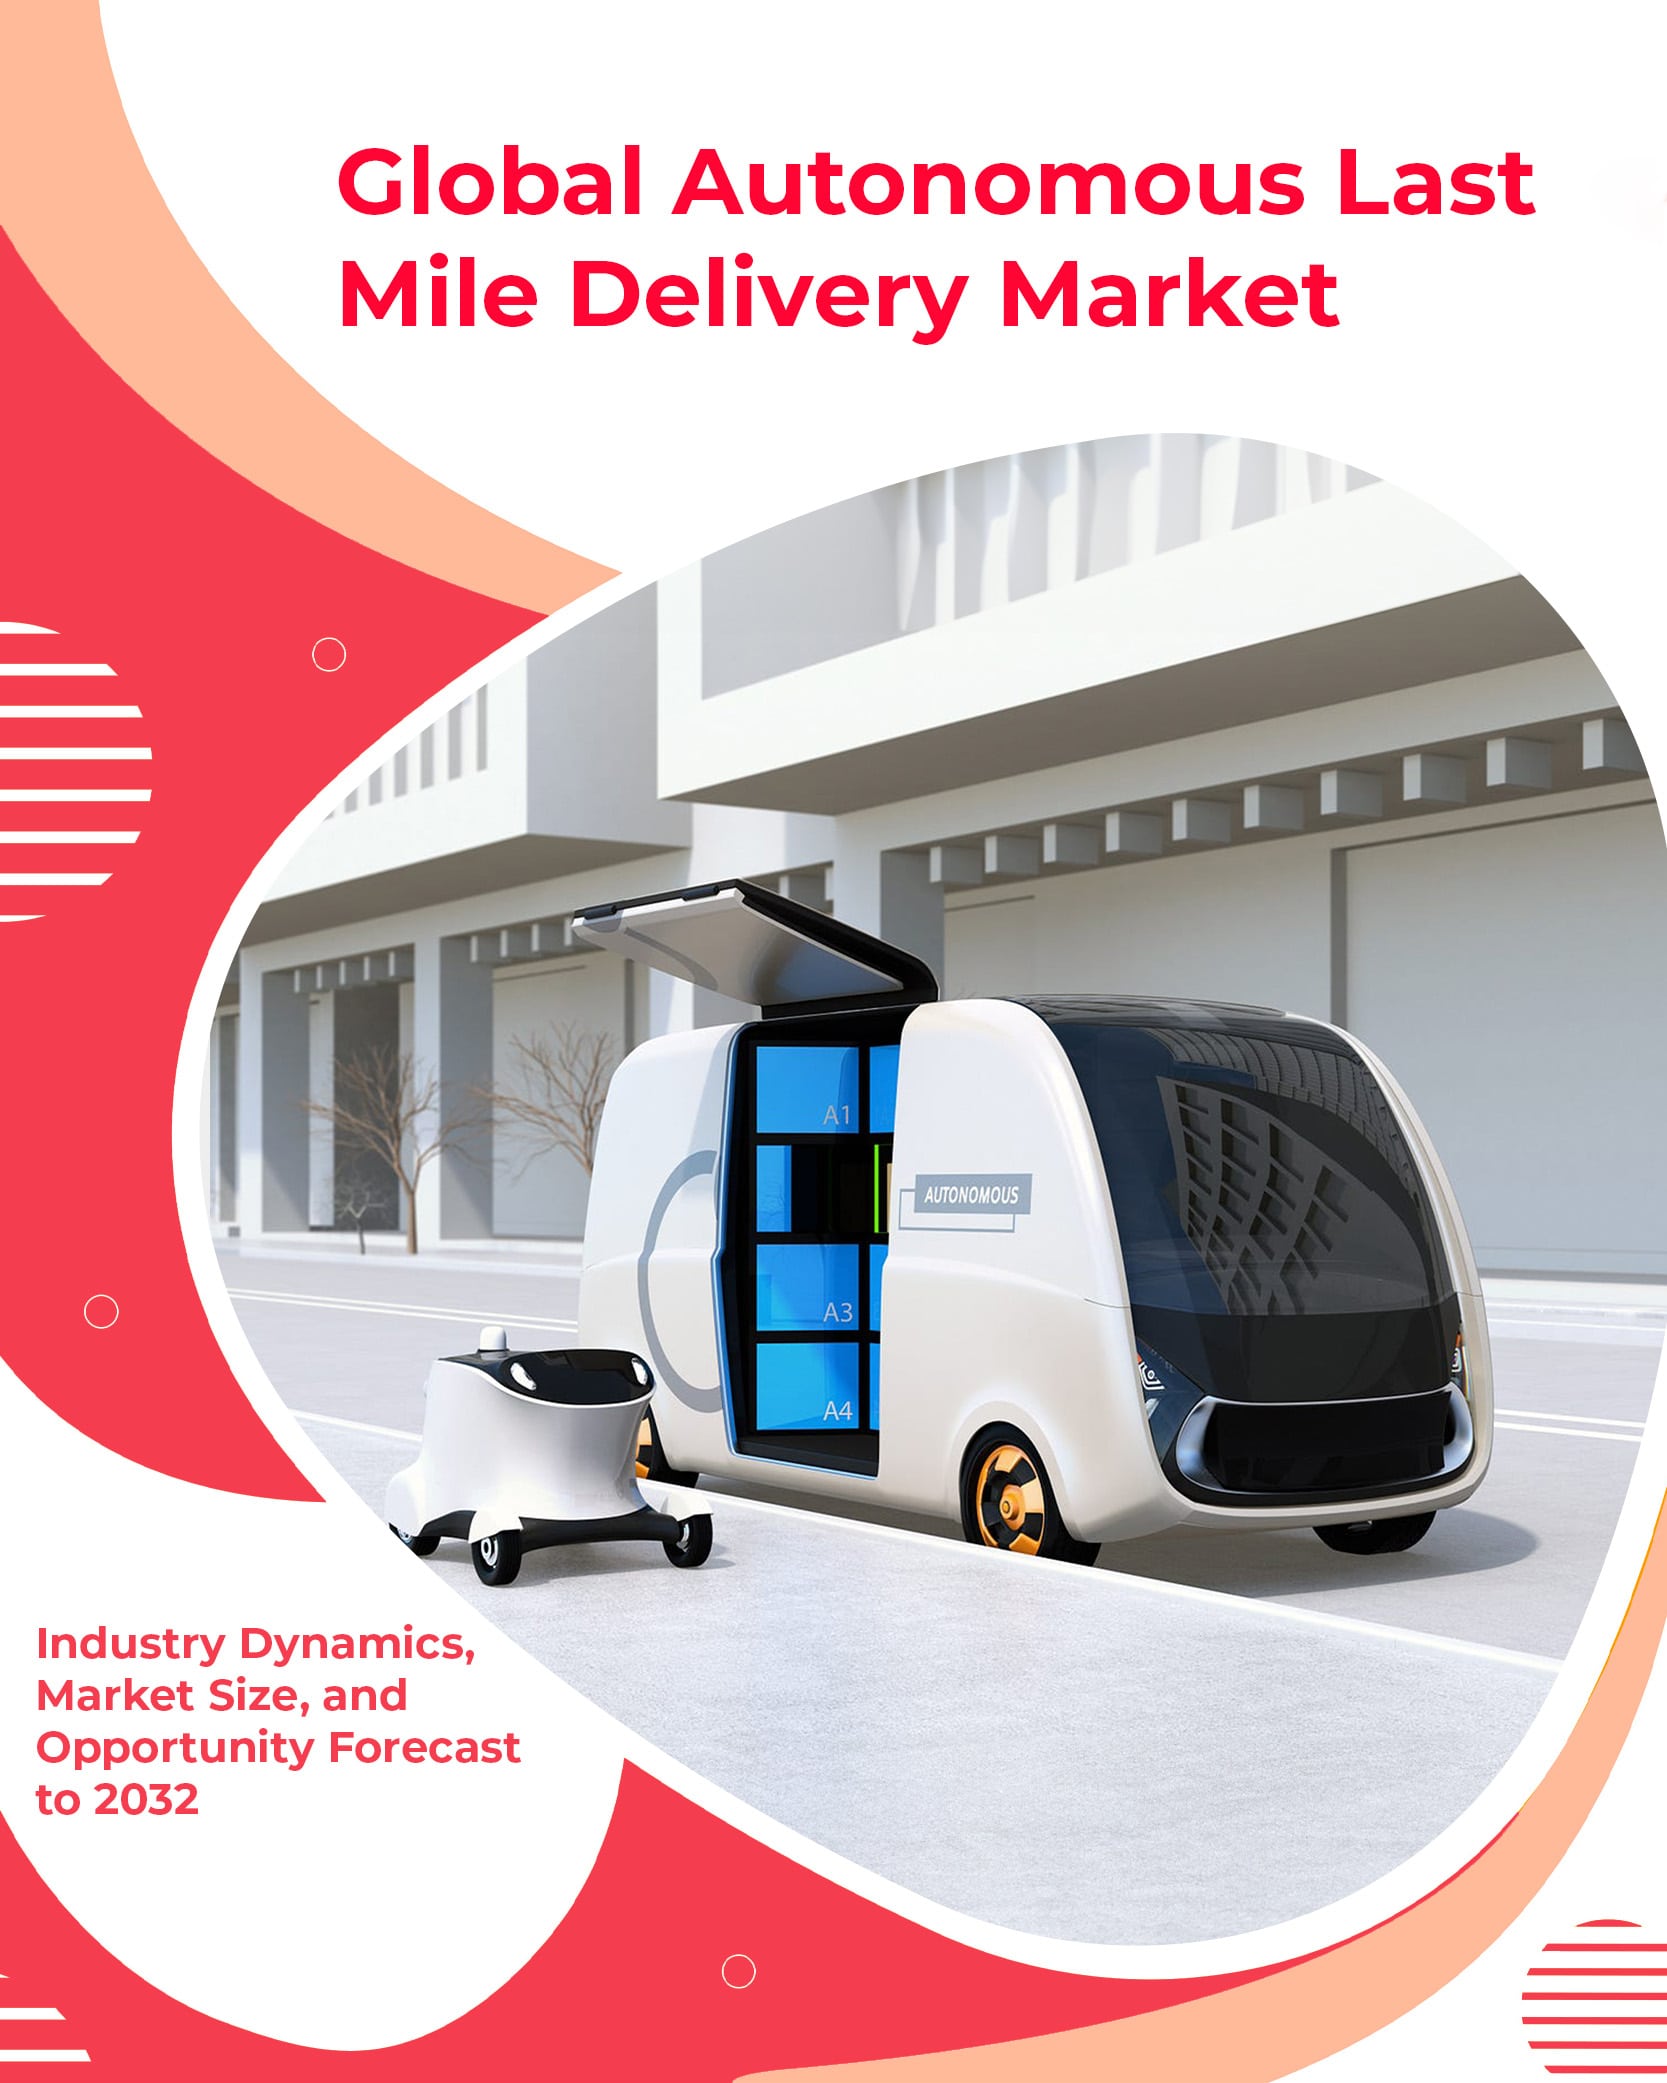 Global Autonomous Last
Mile Delivery Market
A1
AUTONOMOUS
A3
A4
Industry Dynamics,
Market Size, and
Opportunity Forecast
to 2032